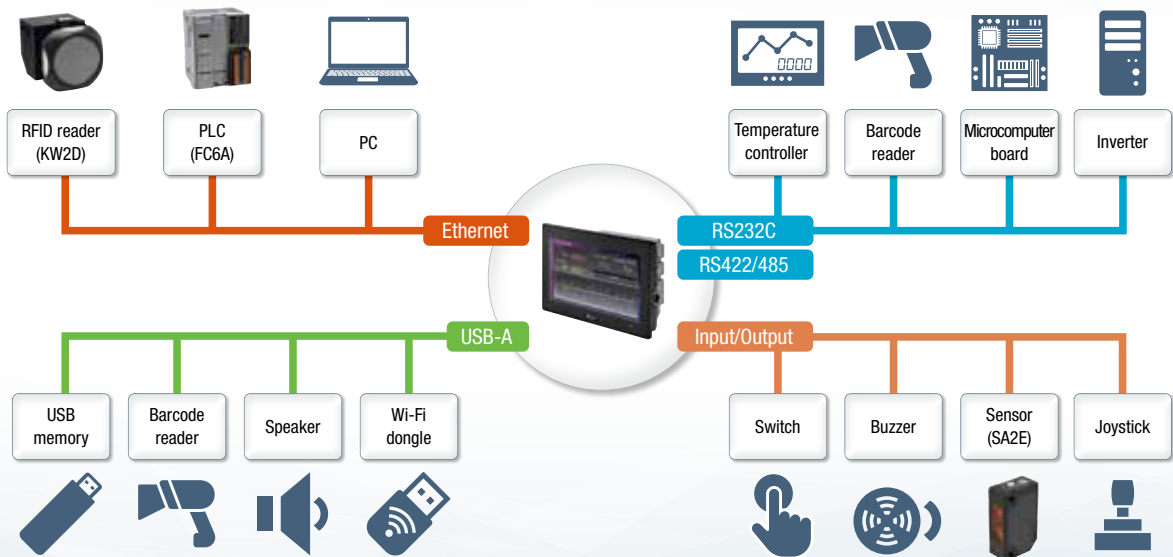 RFID reader
(KW2D)
PLC
(FC6A)
PC
Temperature
controller
0000
Barcode
reader
Microcomputer
board
Inverter
Ethernet
RS232C
RS422/485
USB-A
Input/Output
USB
memory
Barcode
reader
Speaker
Wi-Fi
dongle
Switch
Buzzer
Sensor
(SA2E)
Joystick